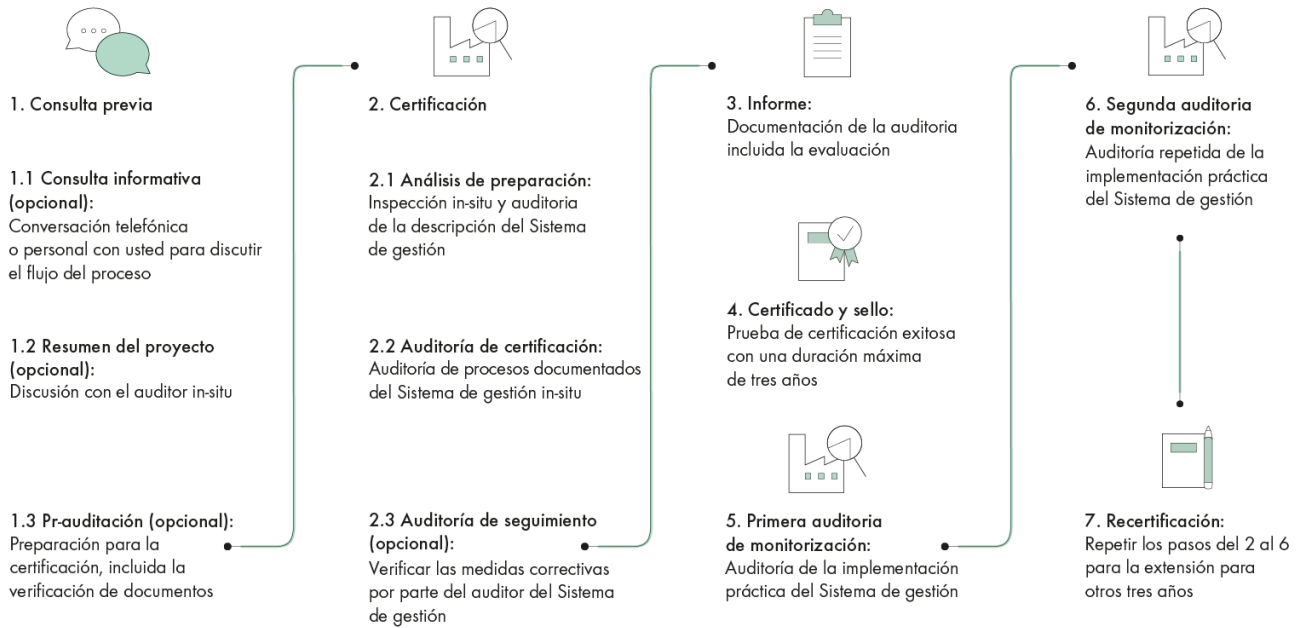 1. Consulta previa
1.1 Consulta informativa
(opcional):
Conversación telefónica
o personal con usted para discutir
el flujo del proceso
1.2 Resumen del proyecto
(opcional):
Discusión con el auditor in-situ
1.3 Pr-auditación (opcional):
Preparación para la
certificación, incluida la
verificación de documentos
2. Certificación
2.1 Análisis de preparación:
Inspección in-situ y auditoria
de la descripción del Sistema
de gestión
2.2 Auditoría de certificación:
Auditoría de procesos documentados
del Sistema de gestión in-situ
2.3 Auditoría de seguimiento
(opcional):
Verificar las medidas correctivas
por parte del auditor del Sistema
de gestión
3. Informe:
Documentación de la auditoria
incluida la evaluación
4. Certificado y sello:
Prueba de certificación exitosa
con una duración máxima
de tres años
5. Primera auditoria
de monitorización:
Auditoría de la implementación
práctica del Sistema de gestión
6. Segunda auditoria
de monitorización:
Auditoría repetida de la
implementación práctica
del Sistema de gestión
7. Recertificación:
Repetir los pasos del 2 al 6
para la extensión para
otros tres años